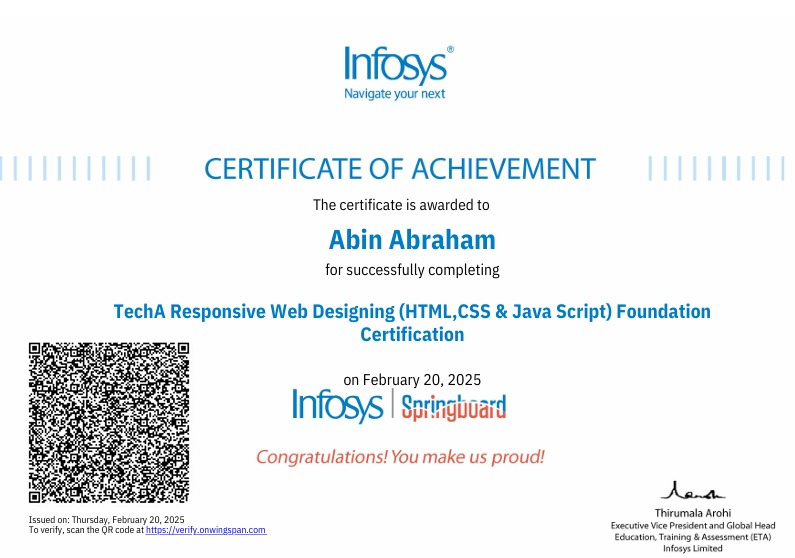 Infosys®
Navigate your next
CERTIFICATE OF ACHIEVEMENT
The certificate is awarded to
Abin Abraham
for successfully completing
TechA Responsive Web Designing (HTML,CSS & Java Script) Foundation
Certification
on February 20, 2025
Infosys | Springboard
Congratulations! You make us proud!
Issued on: Thursday, February 20, 2025
To verify, scan the QR code at https://verify.onwingspan.com
Thirumala Arohi
Executive Vice President and Global Head
Education, Training & Assessment (ETA)
Infosys Limited